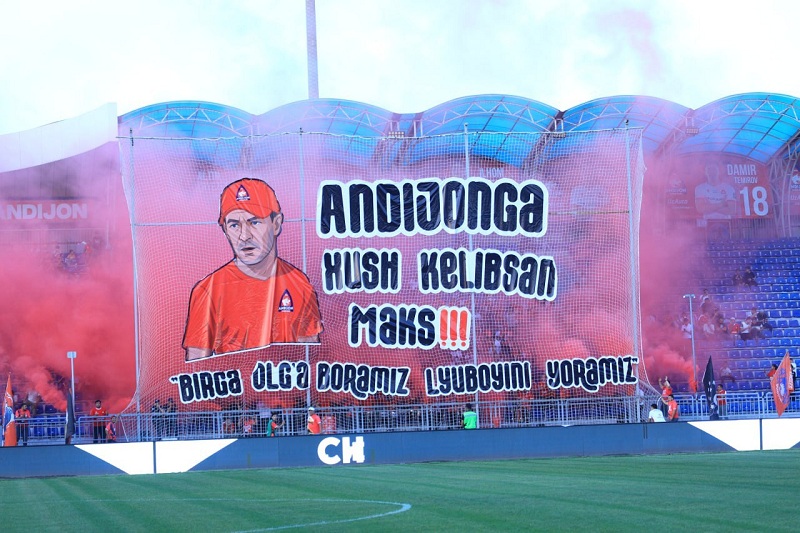 ANDIJONGA
XUSH KELIBSAN
MAKS!!!
"BIRGA OLG'A BORAMIZ LYUBOYINI YORAMIZ"
ANDIJON
DAMIR
18
CH